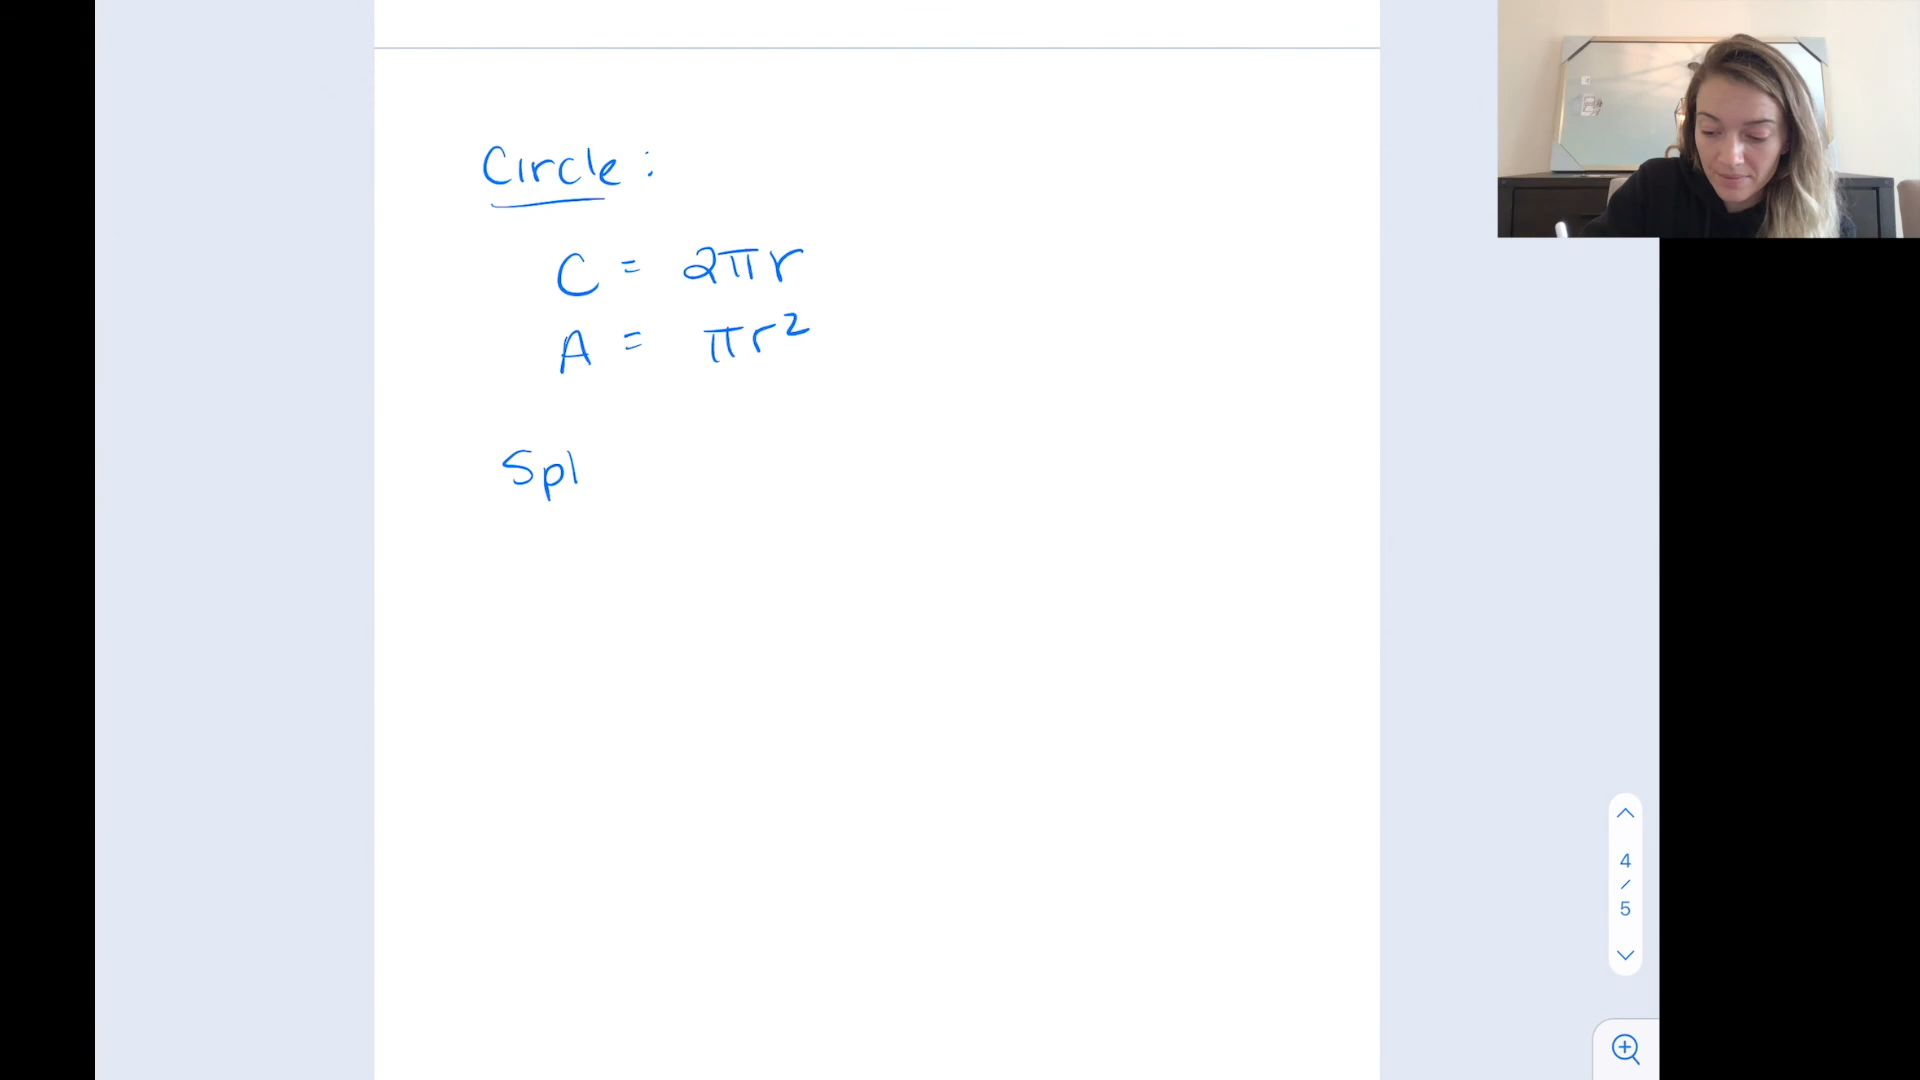 Circle:
C = 2πr
A = πr²
Spl
4
/
5